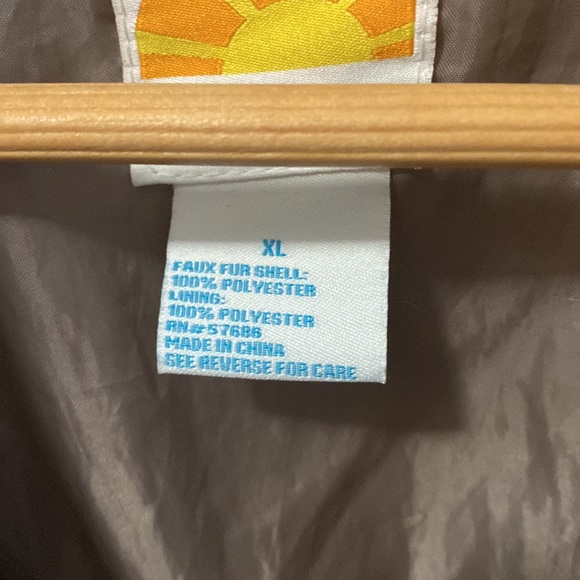 XL
FAUX FUR SHELL:
100% POLYESTER
LINING:
100% POLYESTER
RN#57686
MADE IN CHINA
SEE REVERSE FOR CARE